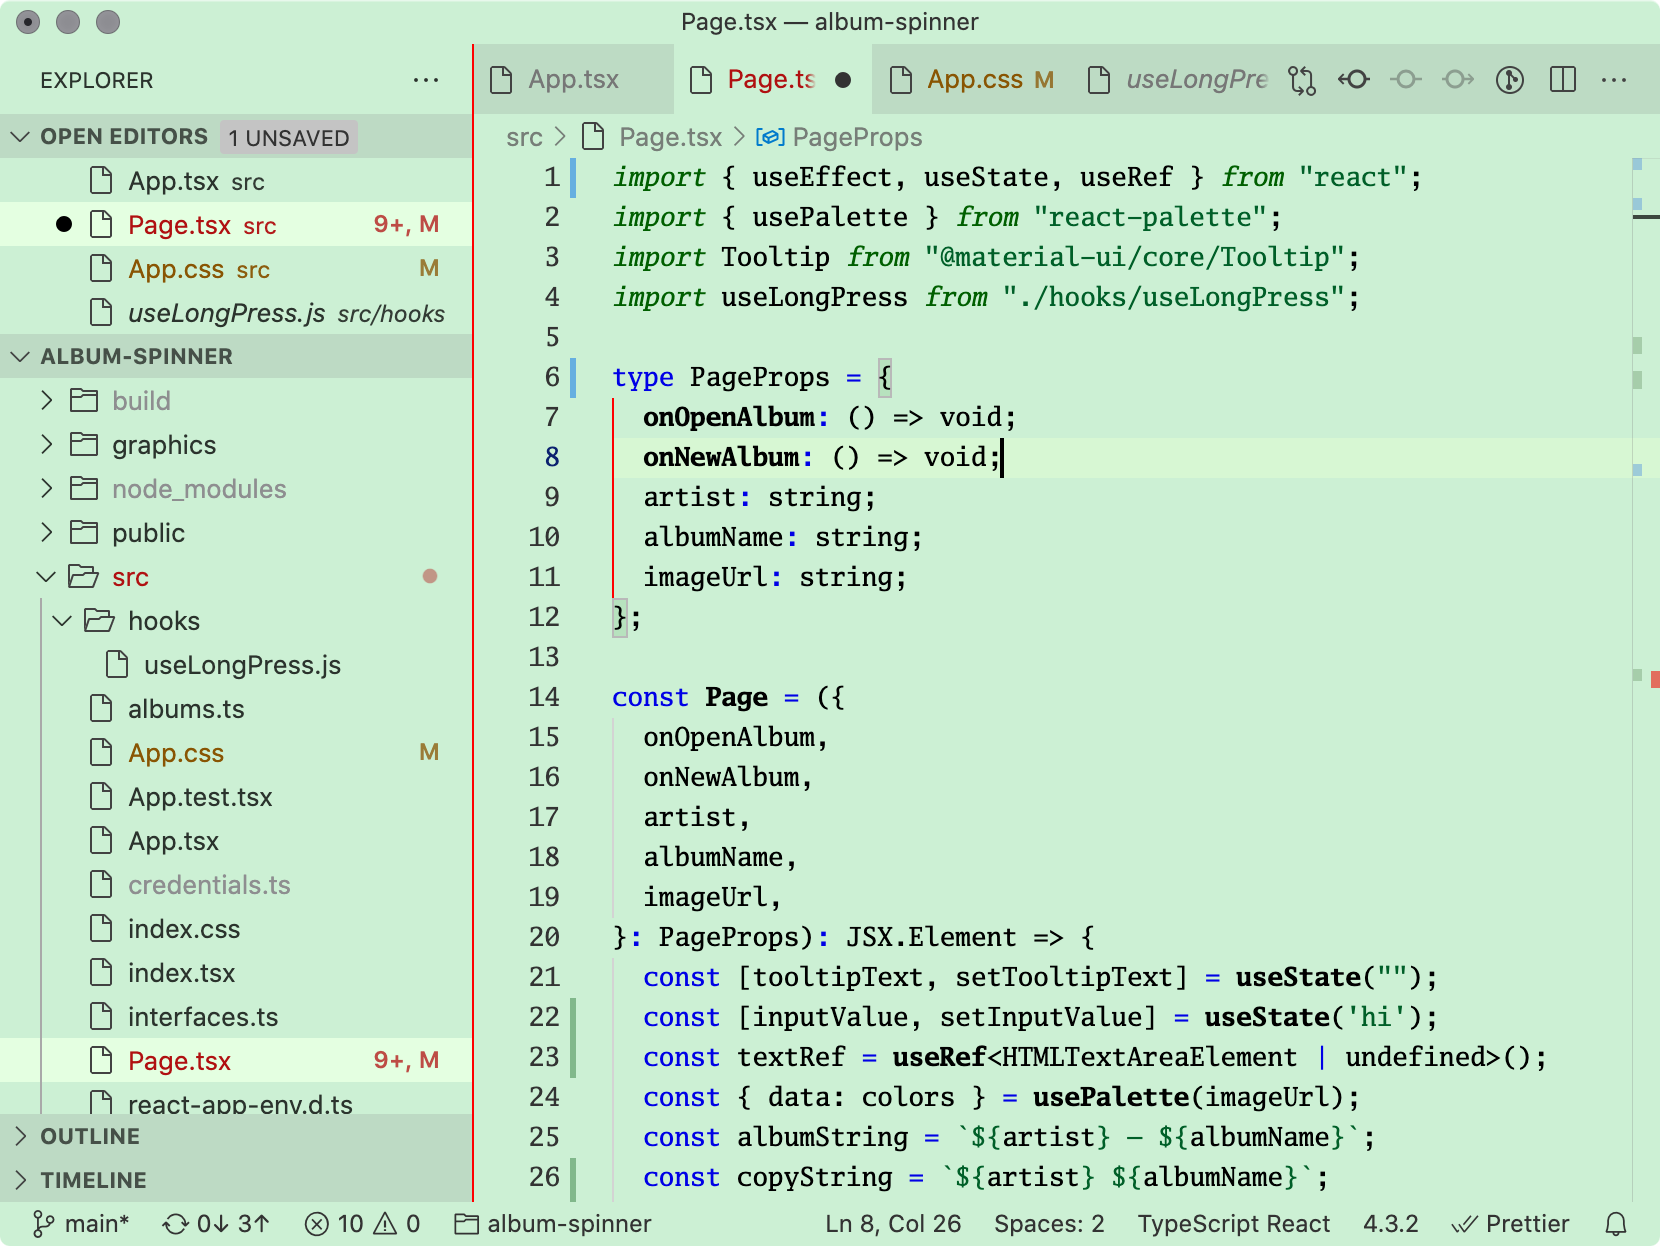 Page.tsx — album-spinner
EXPLORER ···
App.tsx
Page.ts
App.css M
useLongPre
···
OPEN EDITORS 1 UNSAVED
App.tsx src
Page.tsx src 9+, M
App.css src M
useLongPress.js src/hooks
ALBUM-SPINNER
build
graphics
node_modules
public
src
hooks
useLongPress.js
albums.ts
App.css M
App.test.tsx
App.tsx
credentials.ts
index.css
index.tsx
interfaces.ts
Page.tsx 9+, M
react-app-env.d.ts
OUTLINE
TIMELINE
src > Page.tsx > PageProps
1 import { useEffect, useState, useRef } from "react";
2 import { usePalette } from "react-palette";
3 import Tooltip from "@material-ui/core/Tooltip";
4 import useLongPress from "./hooks/useLongPress";
5
6 type PageProps = {
7 onOpenAlbum: () => void;
8 onNewAlbum: () => void;
9 artist: string;
10 albumName: string;
11 imageUrl: string;
12 };
13
14 const Page = ({
15 onOpenAlbum,
16 onNewAlbum,
17 artist,
18 albumName,
19 imageUrl,
20 }: PageProps): JSX.Element => {
21 const [tooltipText, setTooltipText] = useState("");
22 const [inputValue, setInputValue] = useState('hi');
23 const textRef = useRef<HTMLTextAreaElement | undefined>();
24 const { data: colors } = usePalette(imageUrl);
25 const albumString = `${artist} – ${albumName}`;
26 const copyString = `${artist} ${albumName}`;
main* 0↓ 3↑ 10 0 album-spinner Ln 8, Col 26 Spaces: 2 TypeScript React 4.3.2 Prettier